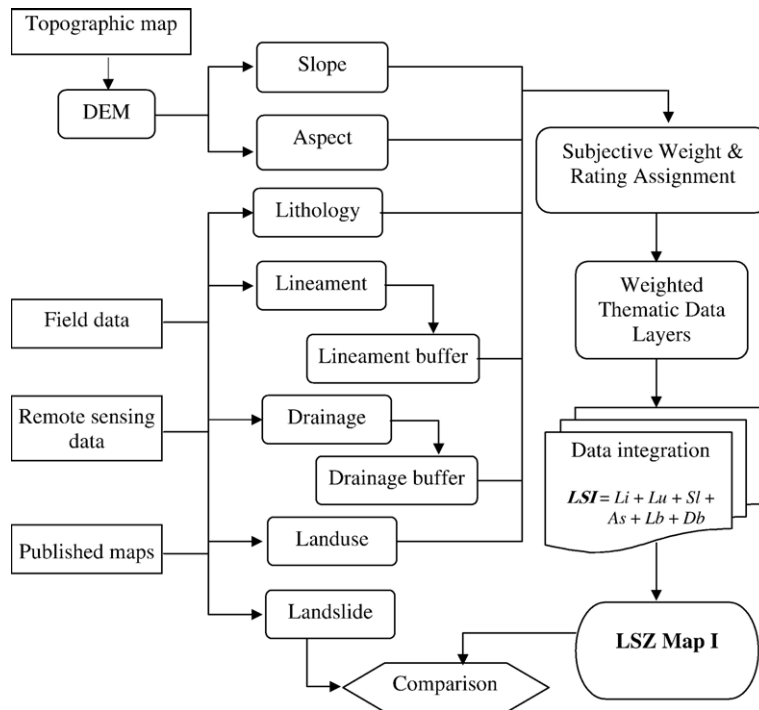 Topographic map
DEM
Slope
Aspect
Lithology
Lineament
Lineament buffer
Drainage
Drainage buffer
Landuse
Landslide
Field data
Remote sensing
data
Published maps
Subjective Weight &
Rating Assignment
Weighted
Thematic Data
Layers
Data integration
LSI = Li + Lu + Sl +
As + Lb + Db
LSZ Map I
Comparison